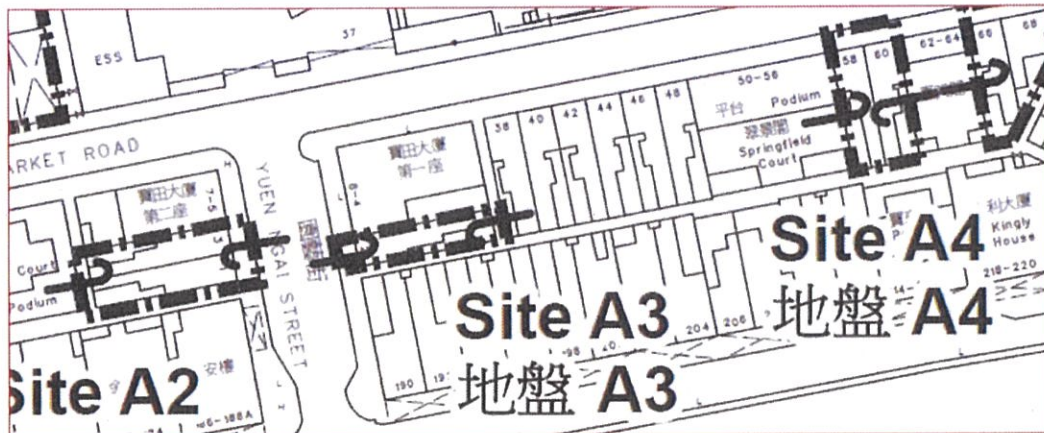 ESS
37
68
66
62-64
60
58
50-56
平台 Podium
翠景閣
Springfield
Court
48
46
44
42
40
38
ARKET ROAD
寶田大廈
第一座
寶田大廈
第二座
7-5
YUEN NGAI STREET
Court
Podium
利大廈
Kingly
House
218-220
Site A4
地盤 A4
Site A3
地盤 A3
204
206
190
安樓
Site A2